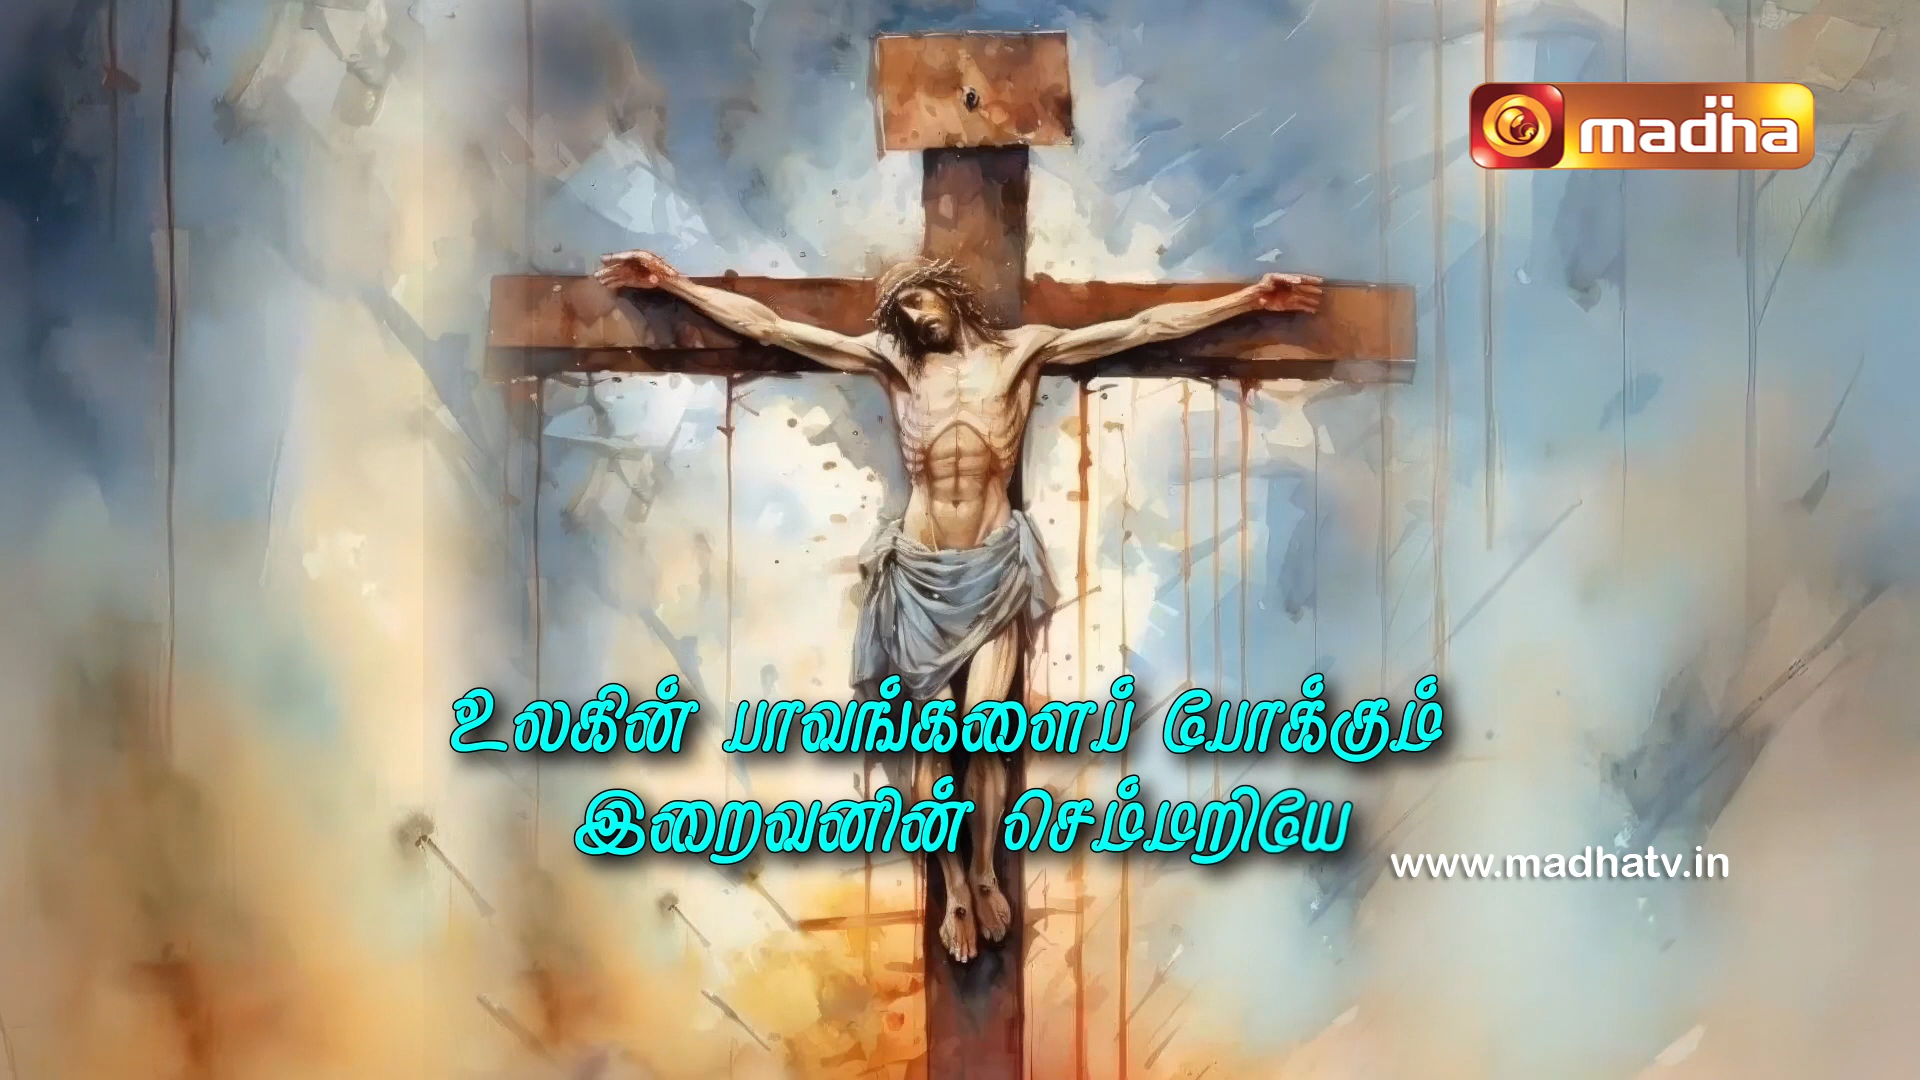 madha
உலகின் பாவங்களைப் போக்கும்
இறைவனின் செம்மறியே
www.madhatv.in